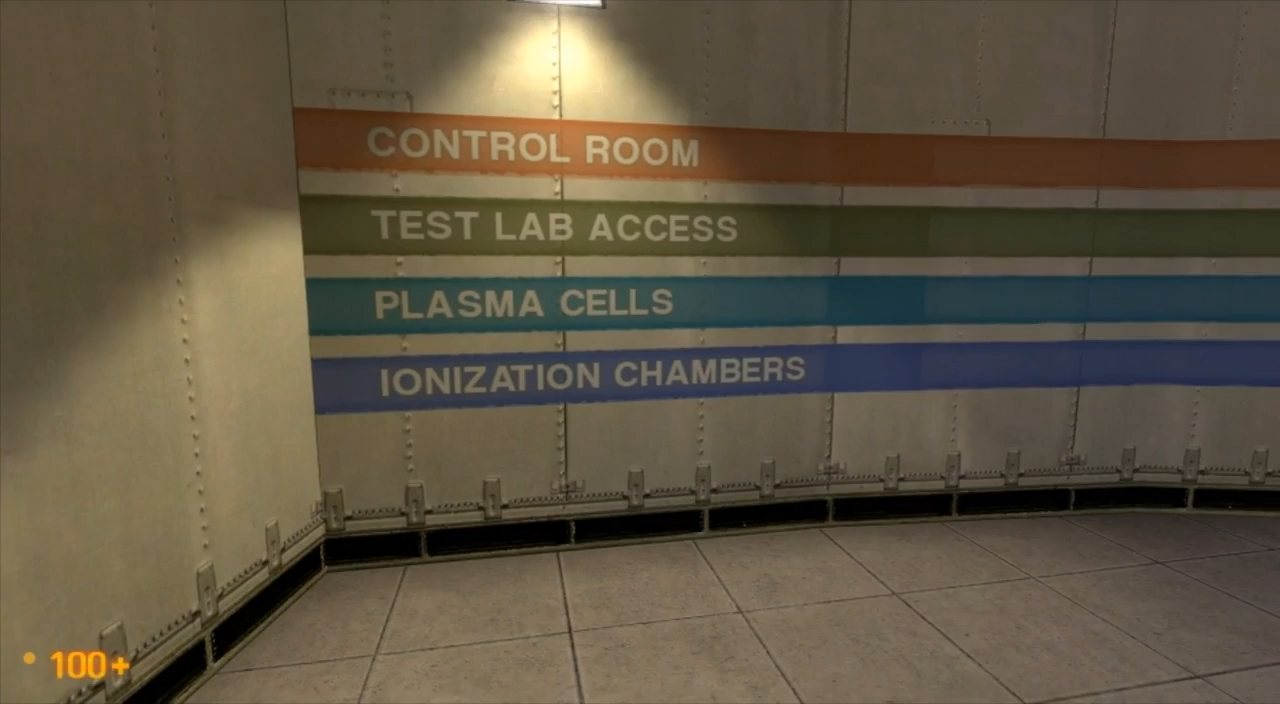 CONTROL ROOM
TEST LAB ACCESS
PLASMA CELLS
IONIZATION CHAMBERS
100+